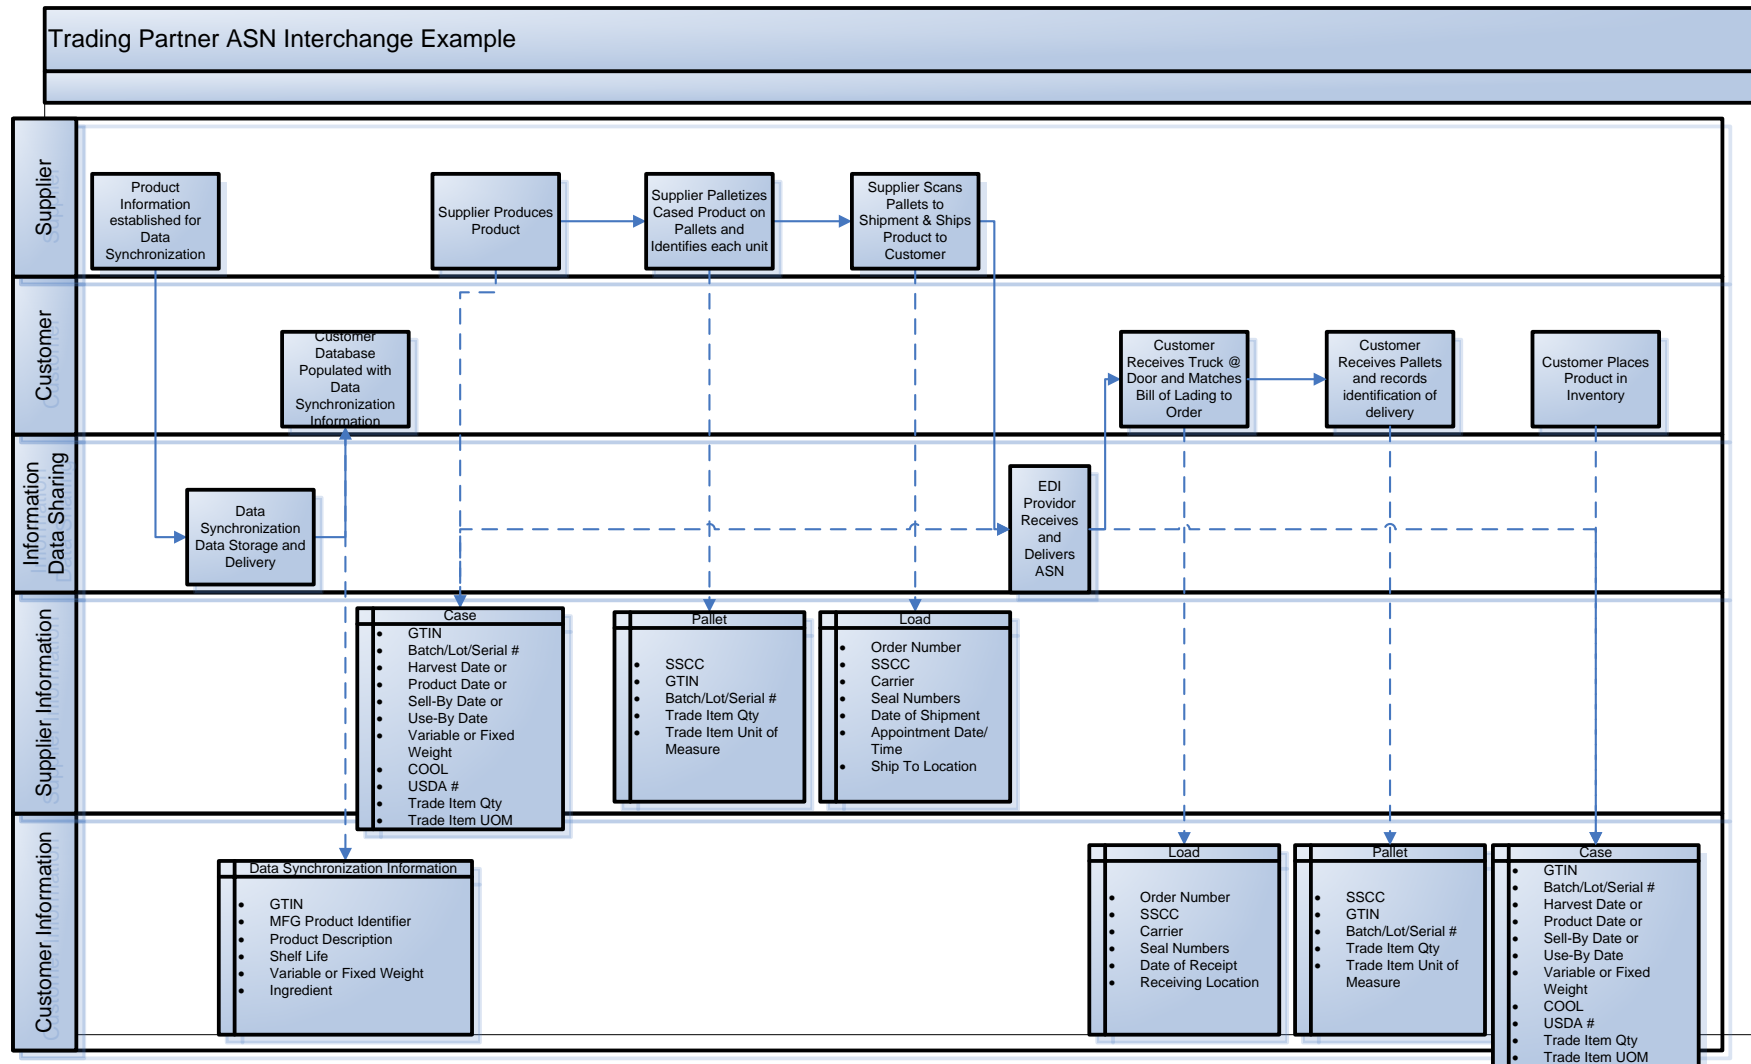 Trading Partner ASN Interchange Example
Supplier
Product
Information
established for
Data
Synchronization
Supplier Produces
Product
Supplier Palletizes
Cased Product on
Pallets and
Identifies each unit
Supplier Scans
Pallets to
Shipment & Ships
Product to
Customer
Customer
Customer
Database
Populated with
Data
Synchronization
Information
Customer
Receives Truck @
Door and Matches
Bill of Lading to
Order
Customer
Receives Pallets
and records
identification of
delivery
Customer Places
Product in
Inventory
Information
Data Sharing
Data
Synchronization
Data Storage and
Delivery
EDI
Providor
Receives
and
Delivers
ASN
Supplier Information
Case
• GTIN
• Batch/Lot/Serial #
• Harvest Date or
• Product Date or
• Sell-By Date or
• Use-By Date
• Variable or Fixed
Weight
• COOL
• USDA #
• Trade Item Qty
• Trade Item UOM
Pallet
• SSCC
• GTIN
• Batch/Lot/Serial #
• Trade Item Qty
• Trade Item Unit of
Measure
Load
• Order Number
• SSCC
• Carrier
• Seal Numbers
• Date of Shipment
• Appointment Date/
Time
• Ship To Location
Customer Information
Data Synchronization Information
• GTIN
• MFG Product Identifier
• Product Description
• Shelf Life
• Variable or Fixed Weight
• Ingredient
Load
• Order Number
• SSCC
• Carrier
• Seal Numbers
• Date of Receipt
• Receiving Location
Pallet
• SSCC
• GTIN
• Batch/Lot/Serial #
• Trade Item Qty
• Trade Item Unit of
Measure
Case
• GTIN
• Batch/Lot/Serial #
• Harvest Date or
• Product Date or
• Sell-By Date or
• Use-By Date
• Variable or Fixed
Weight
• COOL
• USDA #
• Trade Item Qty
• Trade Item UOM